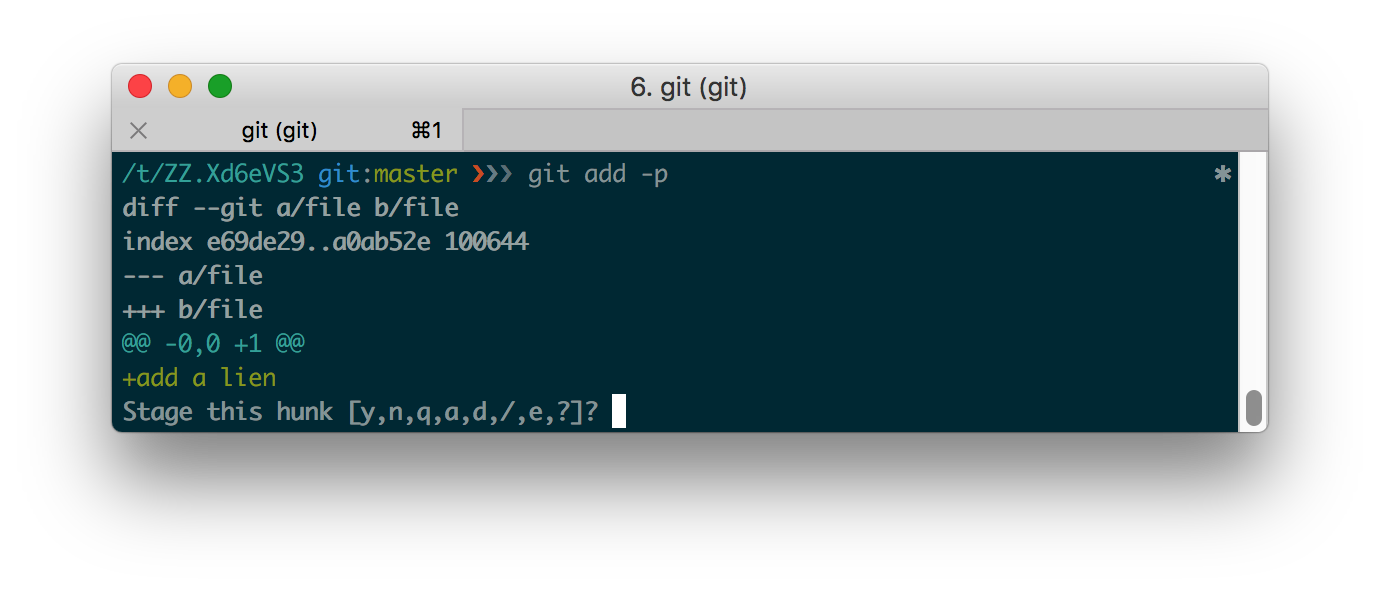 6. git (git)
git (git) ⌘1
/t/ZZ.Xd6eVS3 git:master ❯❯❯ git add -p *
diff --git a/file b/file
index e69de29..a0ab52e 100644
--- a/file
+++ b/file
@@ -0,0 +1 @@
+add a lien
Stage this hunk [y,n,q,a,d,/,e,?]?